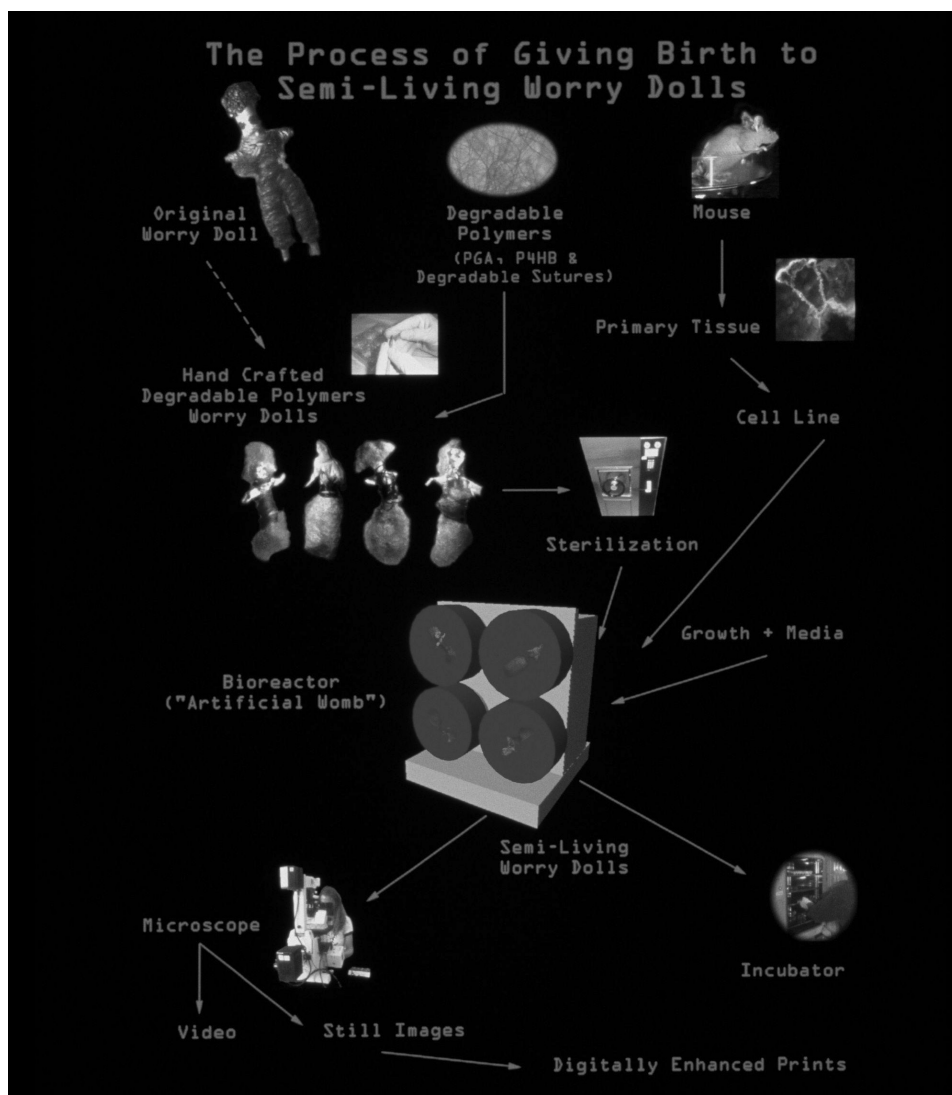 The Process of Giving Birth to
Semi-Living Worry Dolls
Original
Worry Doll
Degradable
Polymers
(PGA, P4HB &
Degradable Sutures)
Mouse
Primary Tissue
Hand Crafted
Degradable Polymers
Worry Dolls
Cell Line
Sterilization
Growth + Media
Bioreactor
("Artificial Womb")
Semi-Living
Worry Dolls
Microscope
Incubator
Video
Still Images
Digitally Enhanced Prints